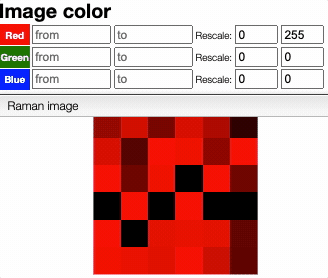 Image color
Red from to Rescale: 0 255
Green from to Rescale: 0 0
Blue from to Rescale: 0 0
Raman image